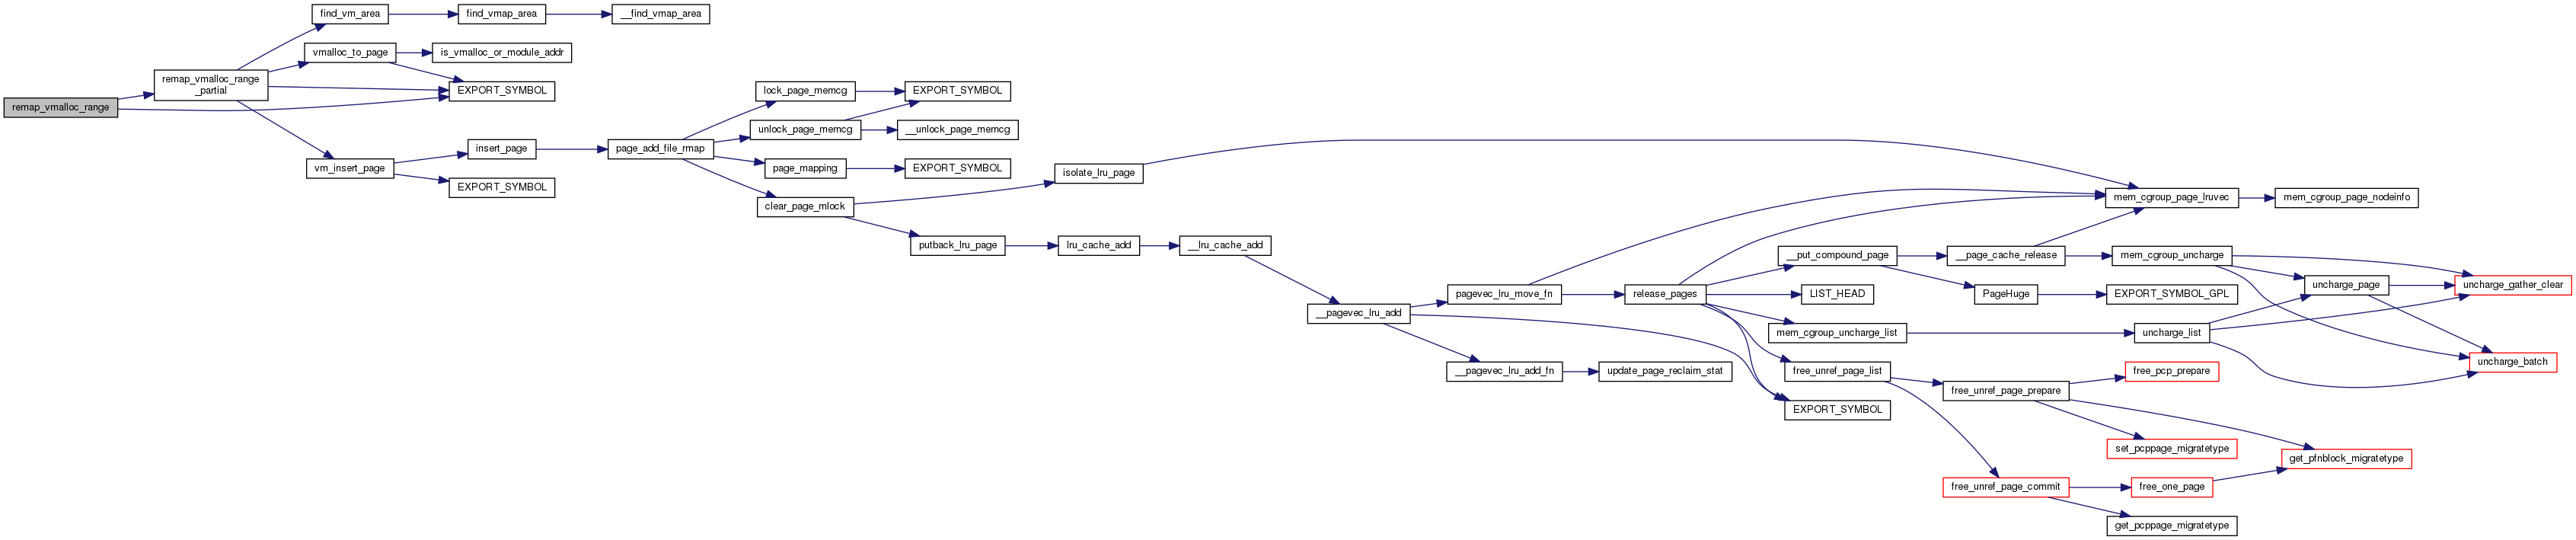 remap_vmalloc_range
remap_vmalloc_range
_partial
find_vm_area
find_vmap_area
__find_vmap_area
vmalloc_to_page
is_vmalloc_or_module_addr
EXPORT_SYMBOL
vm_insert_page
insert_page
EXPORT_SYMBOL
page_add_file_rmap
lock_page_memcg
EXPORT_SYMBOL
unlock_page_memcg
__unlock_page_memcg
page_mapping
EXPORT_SYMBOL
clear_page_mlock
isolate_lru_page
putback_lru_page
lru_cache_add
__lru_cache_add
__pagevec_lru_add
pagevec_lru_move_fn
__pagevec_lru_add_fn
update_page_reclaim_stat
release_pages
EXPORT_SYMBOL
mem_cgroup_page_lruvec
mem_cgroup_page_nodeinfo
__put_compound_page
__page_cache_release
mem_cgroup_uncharge
LIST_HEAD
PageHuge
EXPORT_SYMBOL_GPL
mem_cgroup_uncharge_list
uncharge_list
uncharge_page
uncharge_gather_clear
uncharge_batch
free_unref_page_list
free_unref_page_prepare
free_pcp_prepare
set_pcppage_migratetype
get_pfnblock_migratetype
free_unref_page_commit
free_one_page
get_pcppage_migratetype